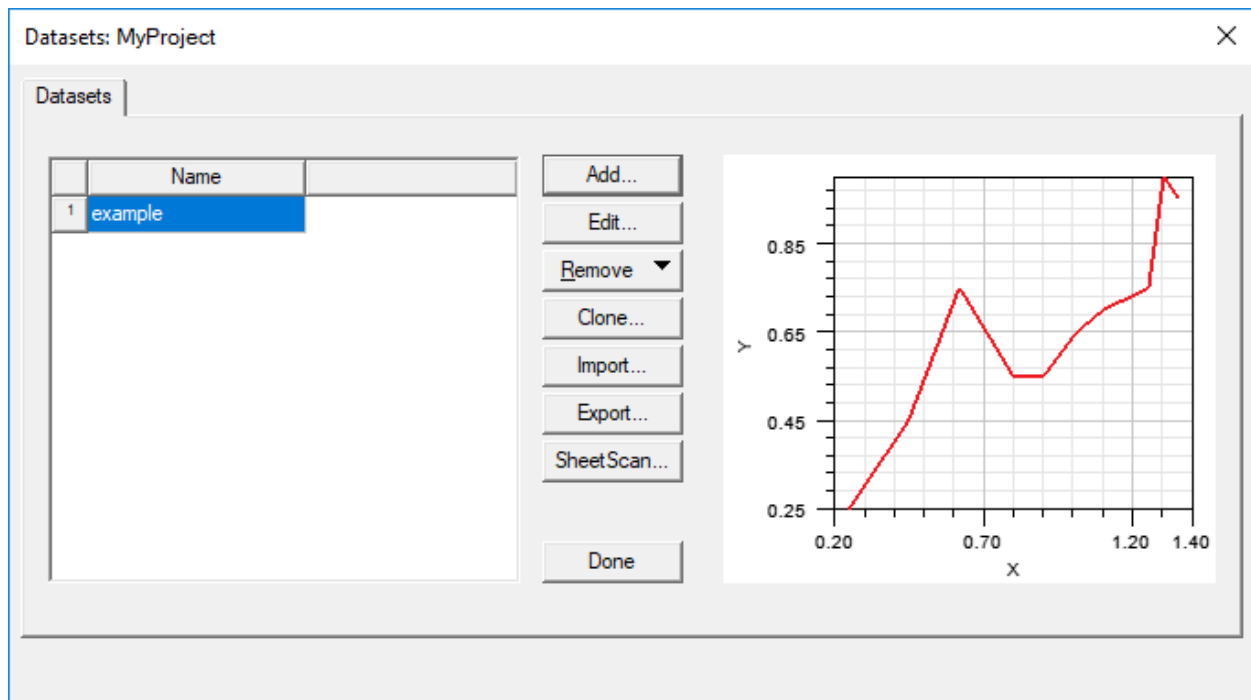 Datasets: MyProject
Datasets
Name
1 example
Add...
Edit...
Remove
Clone...
Import...
Export...
SheetScan...
Done
0.85
0.65
Y
0.45
0.25
0.20 0.70 1.20 1.40
X